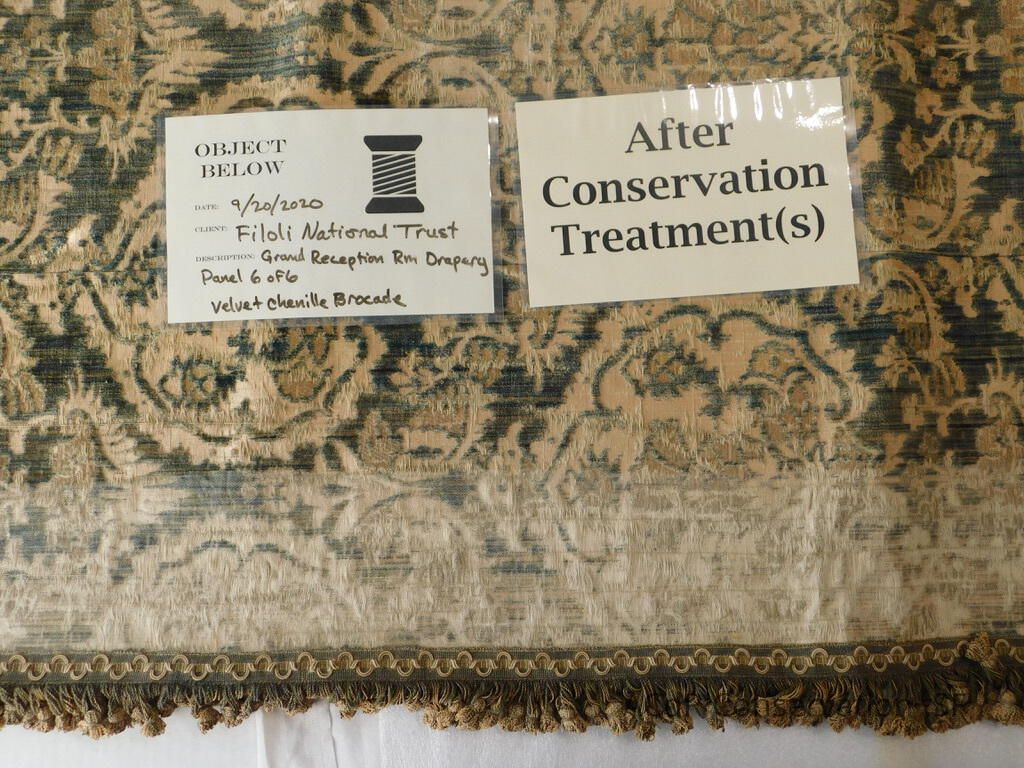 OBJECT
BELOW
DATE: 9/20/2020
CLIENT: Filoli National Trust
DESCRIPTION: Grand Reception Rm Drapery
Panel 6 of 6
Velvet Chenille Brocade
After
Conservation
Treatment(s)